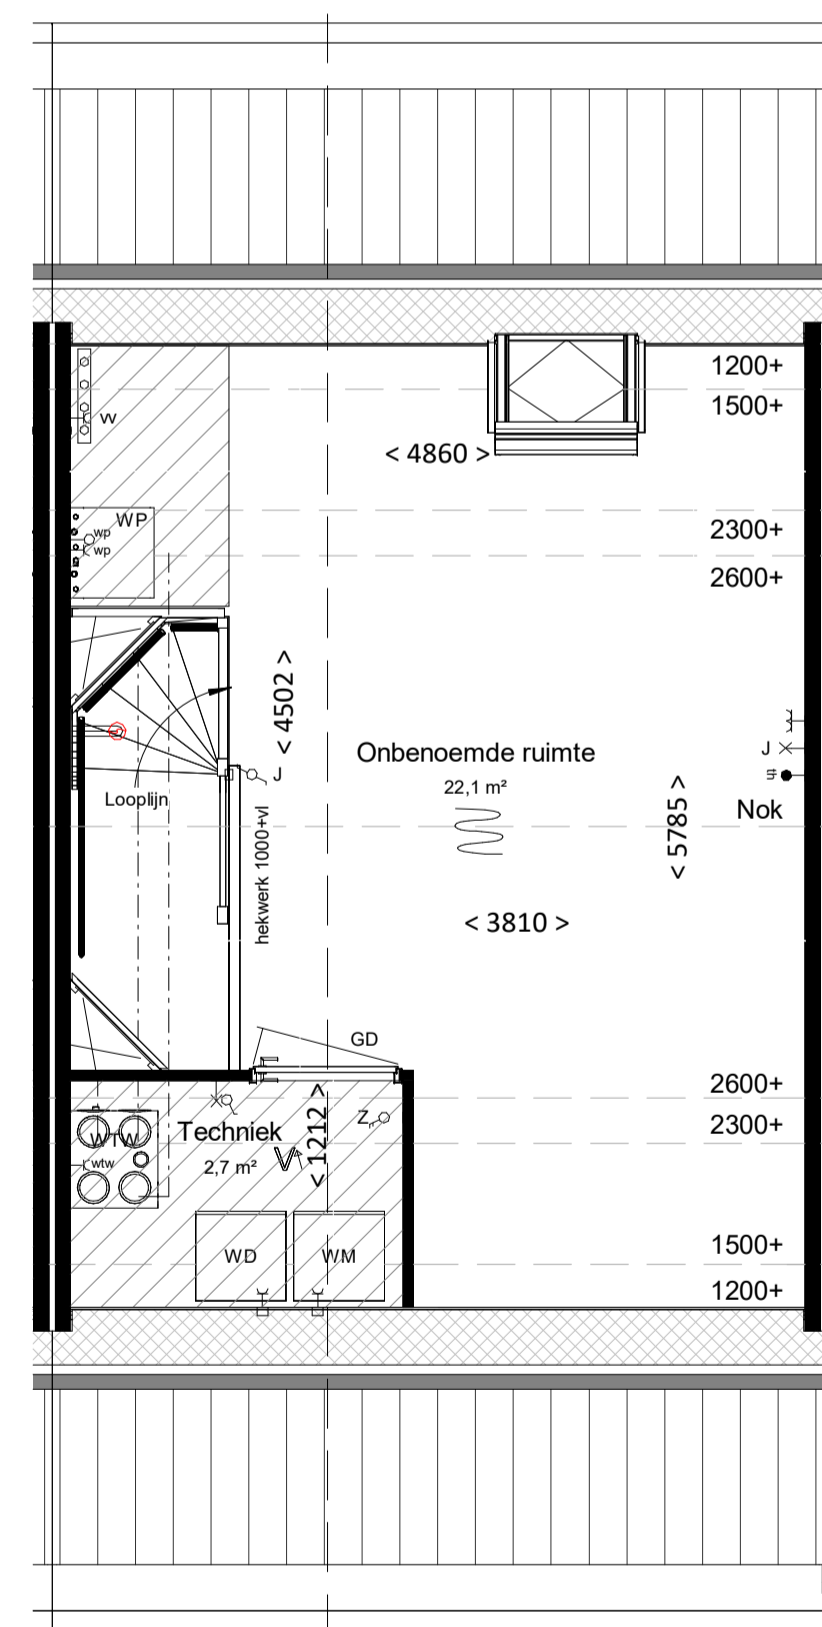 1200+
1500+
VV
< 4860 >
WP
wp
wp
2300+
2600+
< 4502 >
J
Looplijn
Onbenoemde ruimte
22,1 m²
J
Nok
< 5785 >
hekwerk 1000+vl
< 3810 >
GD
2600+
2300+
WTW
wtw
Techniek
2,7 m²
< 1212 >
Z
WD
WM
1500+
1200+